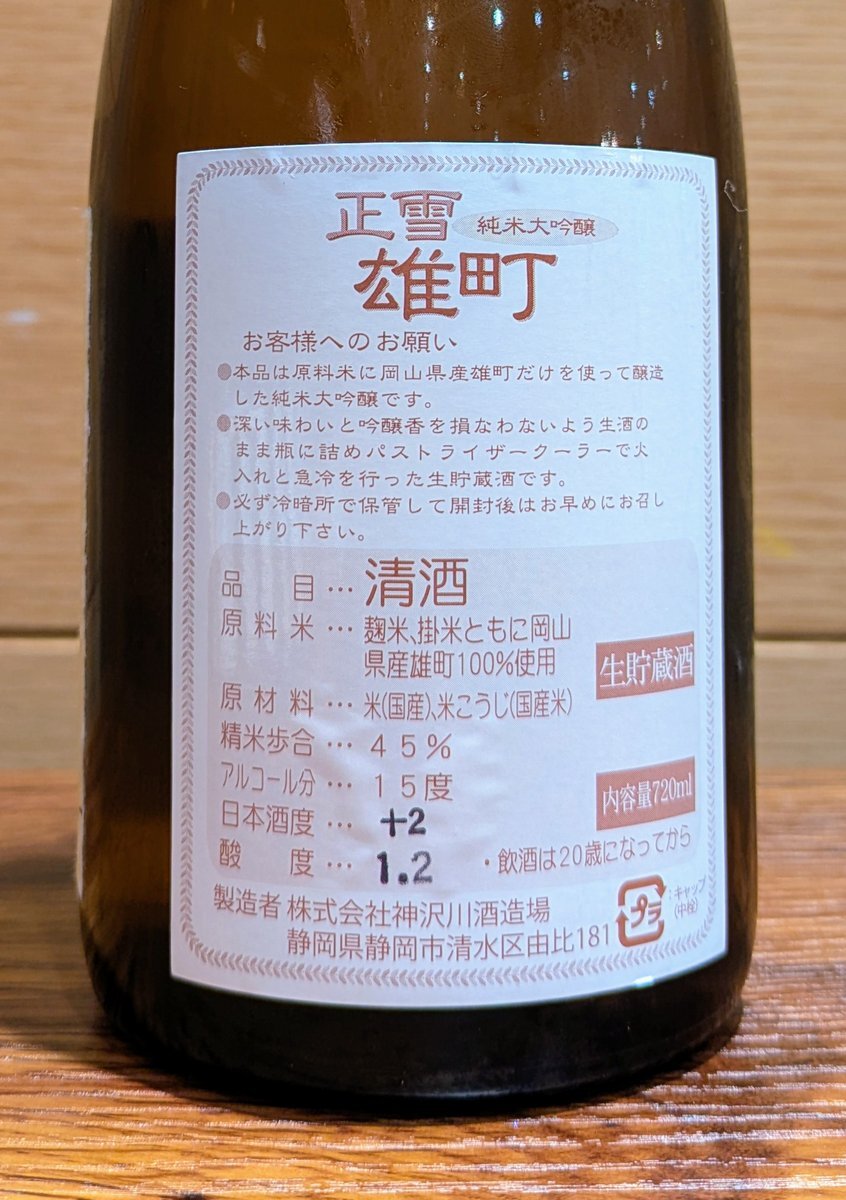 正雪 純米大吟醸
雄町
お客様へのお願い
●本品は原料米に岡山県産雄町だけを使って醸造
した純米大吟醸です。
●深い味わいと吟醸香を損なわないよう生酒の
まま瓶に詰めパストライザークーラーで火
入れと急冷を行った生貯蔵酒です。
●必ず冷暗所で保管して開封後はお早めにお召し
上がり下さい。
品目…清酒
原料米…麹米、掛米ともに岡山
県産雄町100%使用
生貯蔵酒
原材料…米(国産)、米こうじ(国産米)
精米歩合…45%
アルコール分…15度
内容量720ml
日本酒度…+2
酸度…1.2
・飲酒は20歳になってから
製造者 株式会社神沢川酒造場
静岡県静岡市清水区由比181
プラ
:キャップ
(中栓)